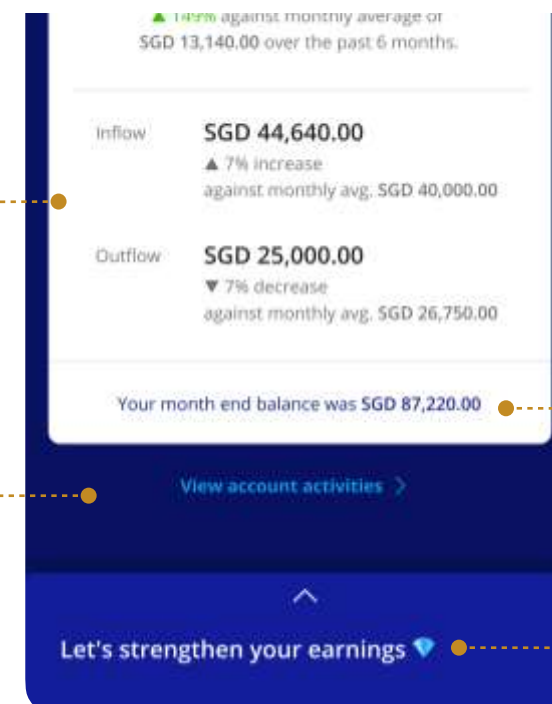 ▲ 149% against monthly average of
SGD 13,140.00 over the past 6 months.
Inflow
SGD 44,640.00
▲ 7% increase
against monthly avg. SGD 40,000.00
Outflow
SGD 25,000.00
▼ 7% decrease
against monthly avg. SGD 26,750.00
Your month end balance was SGD 87,220.00
View account activities >
Let's strengthen your earnings 💎